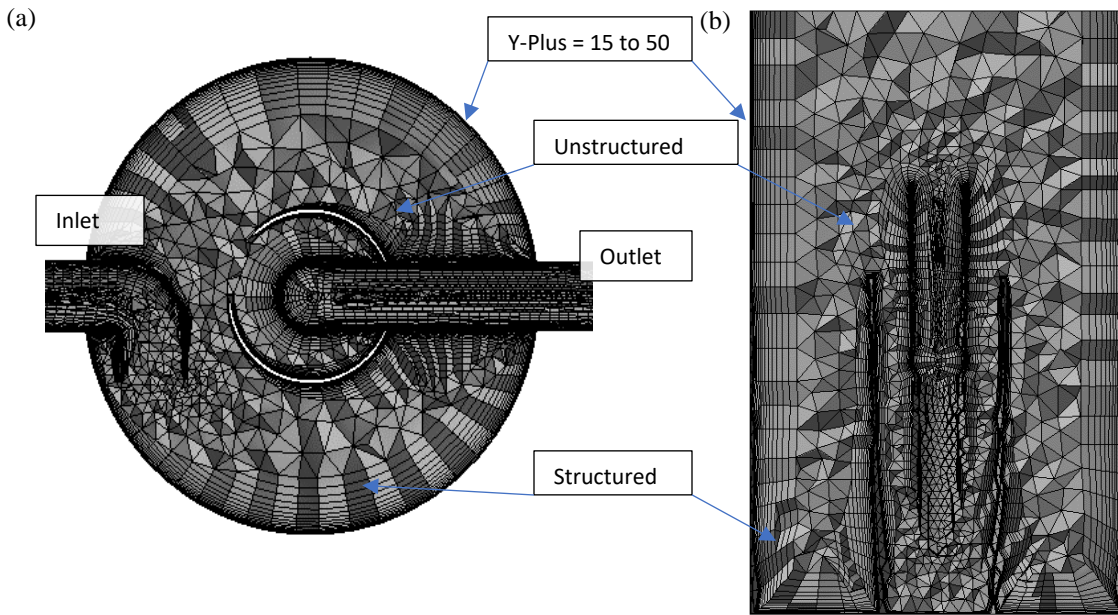 (a)
Y-Plus = 15 to 50
(b)
Unstructured
Inlet
Outlet
Structured